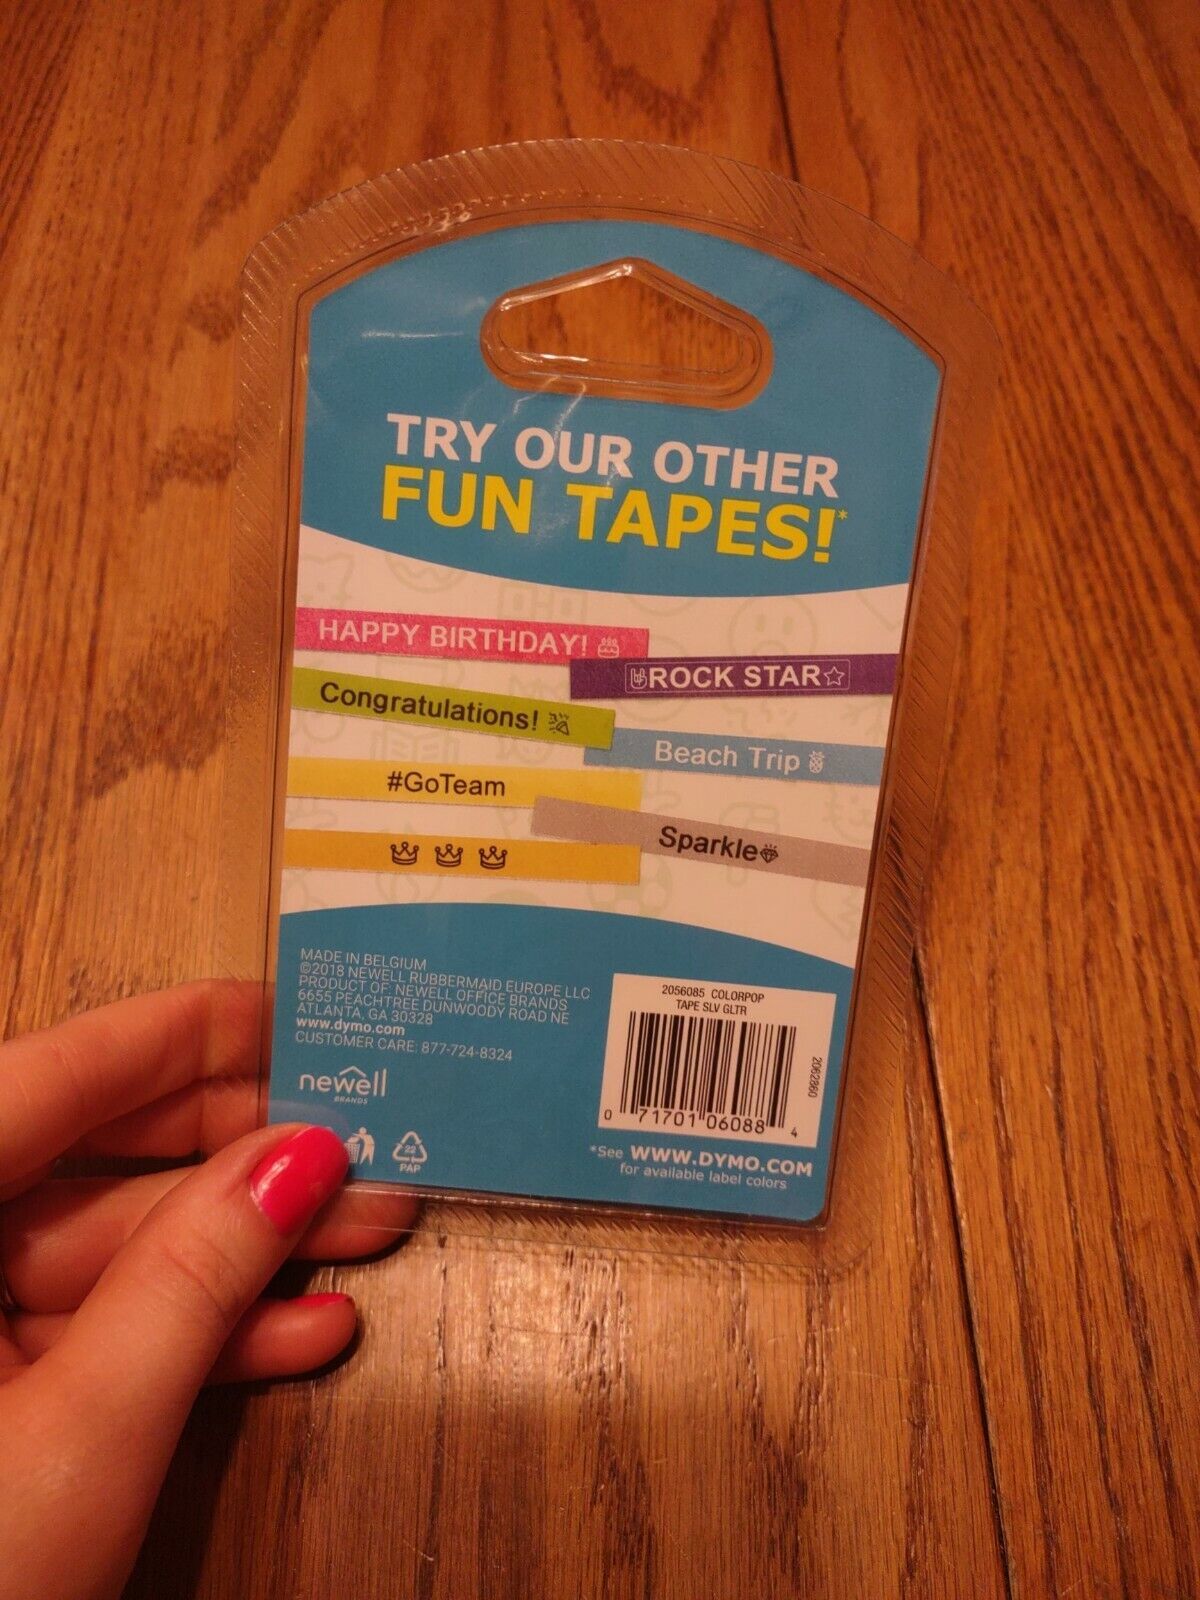 TRY OUR OTHER
FUN TAPES!*
HAPPY BIRTHDAY!
ROCK STAR
Congratulations!
Beach Trip
#GoTeam
Sparkle
MADE IN BELGIUM
©2018 NEWELL RUBBERMAID EUROPE LLC
PRODUCT OF: NEWELL OFFICE BRANDS
6655 PEACHTREE DUNWOODY ROAD NE
ATLANTA, GA 30328
www.dymo.com
CUSTOMER CARE: 877-724-8324
newell
BRANDS
22
PAP
2056085 COLORPOP
TAPE SLV GLTR
2062860
0 71701 06088 4
*See WWW.DYMO.COM
for available label colors